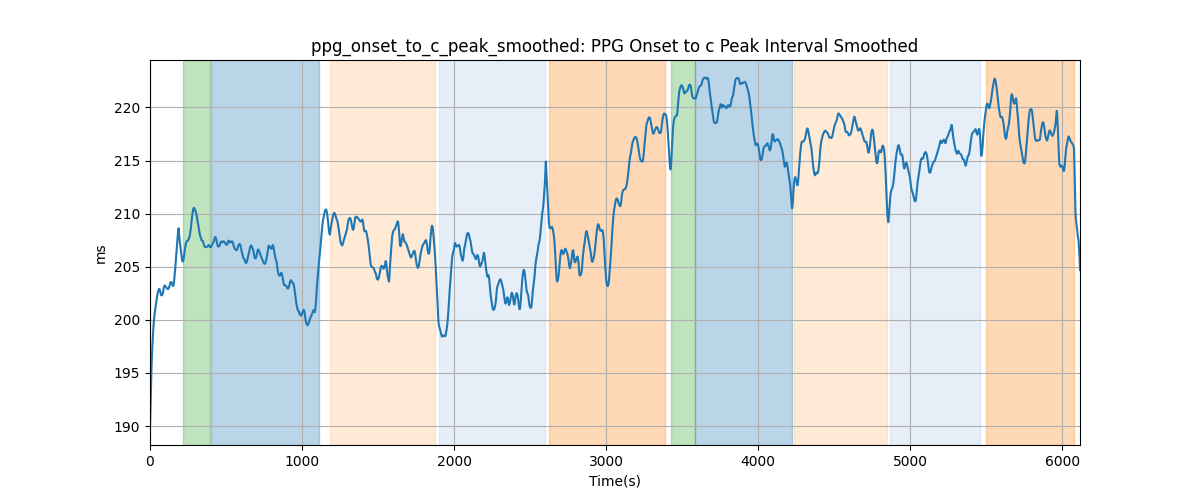 ppg_onset_to_c_peak_smoothed: PPG Onset to c Peak Interval Smoothed
220
215
210
205
200
195
190
ms
0 1000 2000 3000 4000 5000 6000
Time(s)